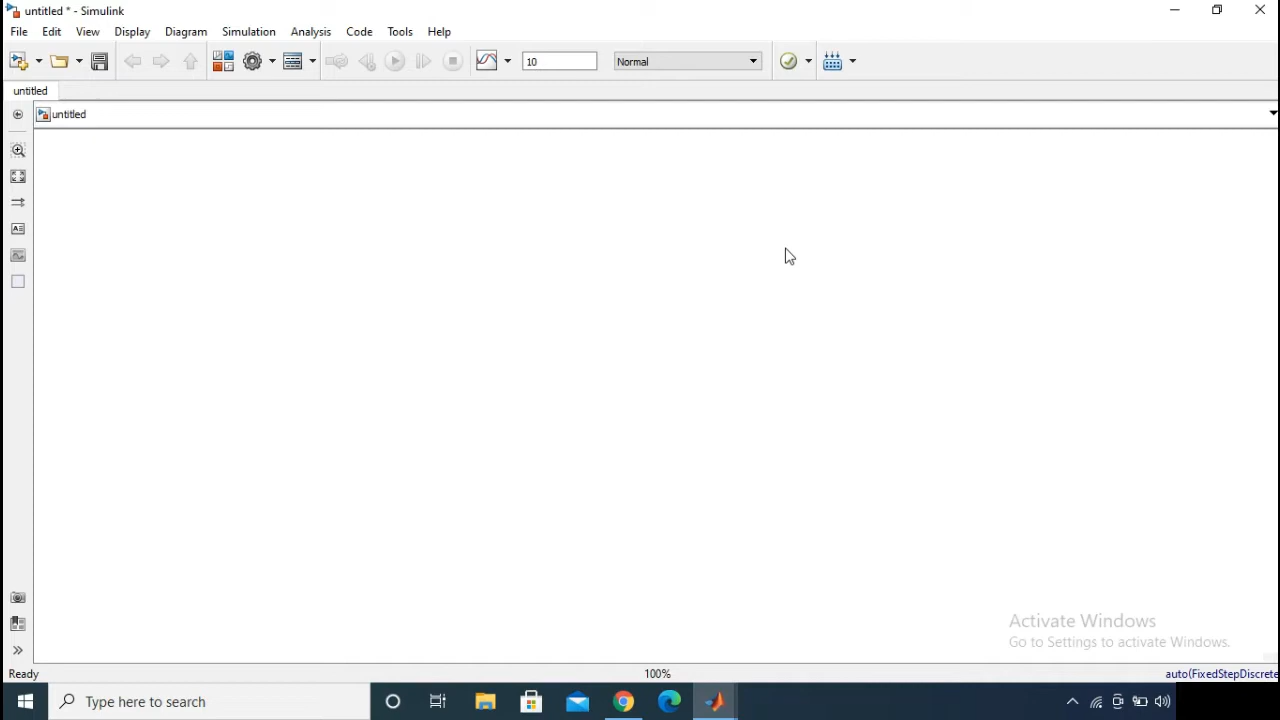 untitled * - Simulink
File Edit View Display Diagram Simulation Analysis Code Tools Help
10 Normal
untitled
untitled
Activate Windows
Go to Settings to activate Windows.
Ready 100% auto(FixedStepDiscrete
Type here to search